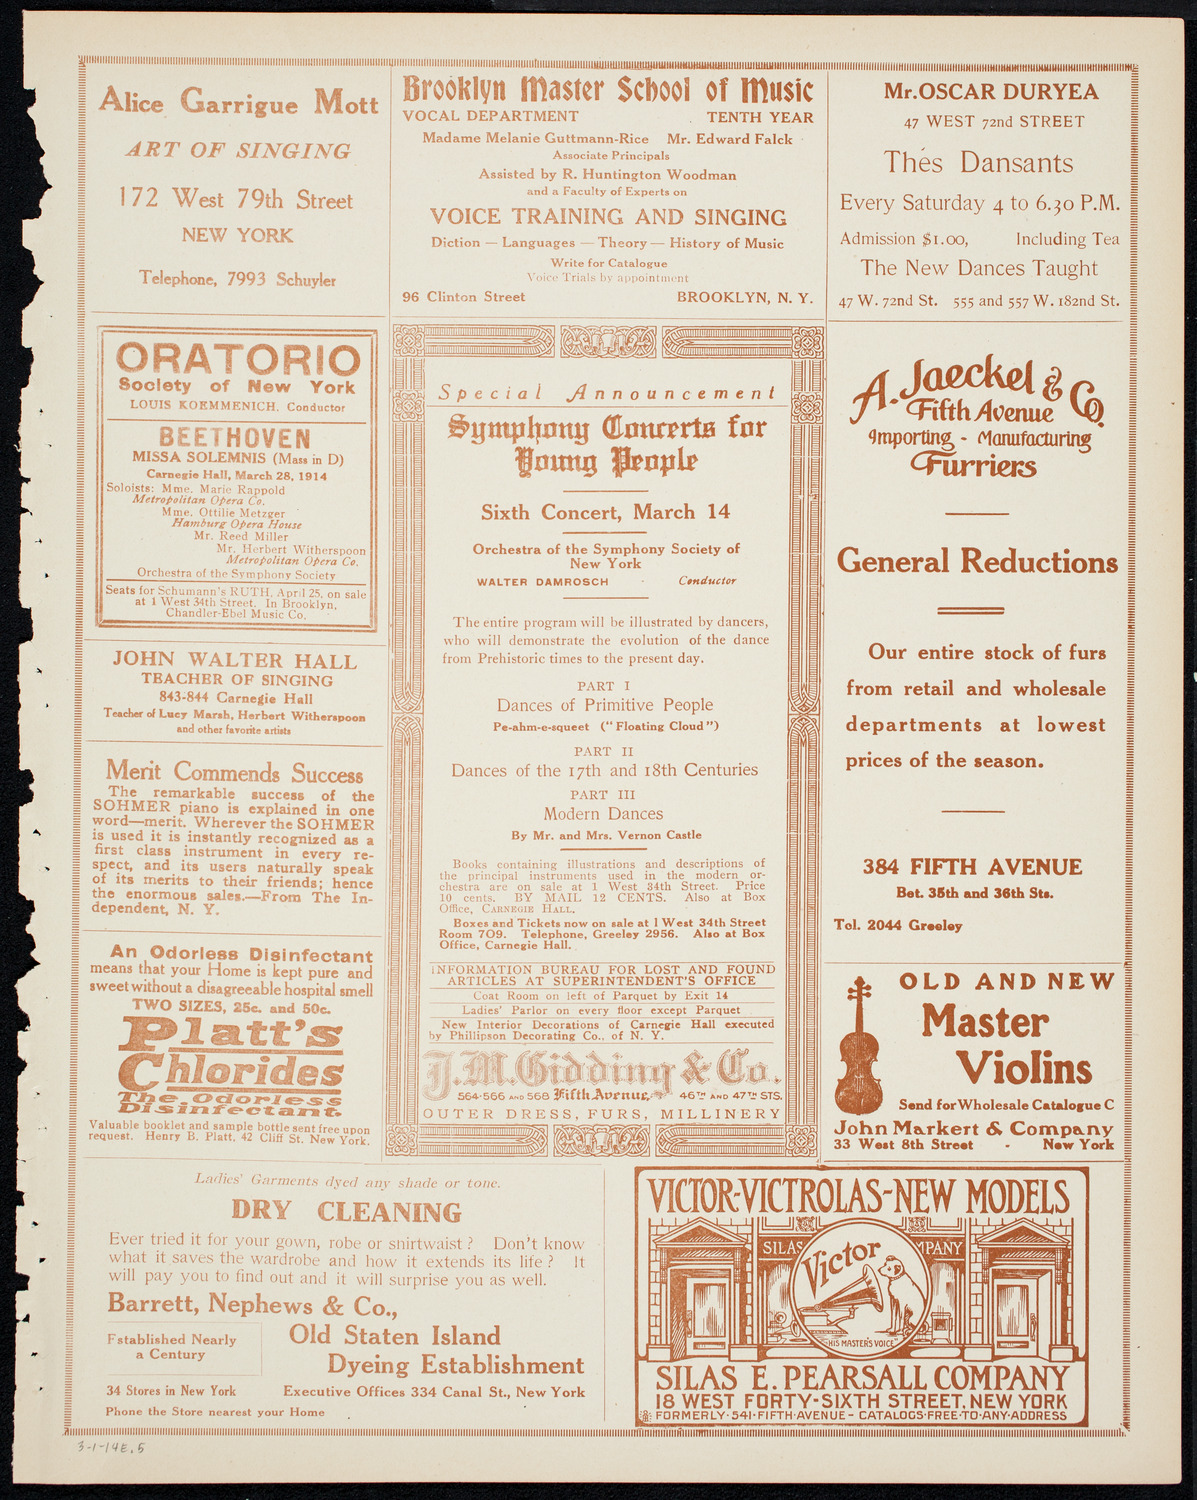 Alice Garrigue Mott
ART OF SINGING
172 West 79th Street
NEW YORK
Telephone, 7993 Schuyler
Brooklyn Master School of Music
VOCAL DEPARTMENT TENTH YEAR
Madame Melanie Guttmann-Rice Mr. Edward Falck
Associate Principals
Assisted by R. Huntington Woodman
and a Faculty of Experts on
VOICE TRAINING AND SINGING
Diction — Languages — Theory — History of Music
Write for Catalogue
Voice Trials by appointment
96 Clinton Street BROOKLYN, N. Y.
Mr. OSCAR DURYEA
47 WEST 72nd STREET
Thés Dansants
Every Saturday 4 to 6.30 P.M.
Admission $1.00, Including Tea
The New Dances Taught
47 W. 72nd St. 555 and 557 W. 182nd St.
ORATORIO
Society of New York
LOUIS KOEMMENICH, Conductor
BEETHOVEN
MISSA SOLEMNIS (Mass in D)
Carnegie Hall, March 28, 1914
Soloists: Mme. Marie Rappold
Metropolitan Opera Co.
Mme. Ottilie Metzger
Hamburg Opera House
Mr. Reed Miller
Mr. Herbert Witherspoon
Metropolitan Opera Co.
Orchestra of the Symphony Society
Seats for Schumann's RUTH, April 25, on sale
at 1 West 34th Street. In Brooklyn,
Chandler-Ebel Music Co.
JOHN WALTER HALL
TEACHER OF SINGING
843-844 Carnegie Hall
Teacher of Lucy Marsh, Herbert Witherspoon
and other favorite artists
Merit Commends Success
The remarkable success of the
SOHMER piano is explained in one
word—merit. Wherever the SOHMER
is used it is instantly recognized as a
first class instrument in every re-
spect, and its users naturally speak
of its merits to their friends; hence
the enormous sales.—From The In-
dependent, N. Y.
An Odorless Disinfectant
means that your Home is kept pure and
sweet without a disagreeable hospital smell
TWO SIZES, 25c. and 50c.
Platt's
Chlorides
The Odorless
Disinfectant.
Valuable booklet and sample bottle sent free upon
request. Henry B. Platt, 42 Cliff St. New York.
Special Announcement
Symphony Concerts for
Young People
Sixth Concert, March 14
Orchestra of the Symphony Society of
New York
WALTER DAMROSCH - Conductor
The entire program will be illustrated by dancers,
who will demonstrate the evolution of the dance
from Prehistoric times to the present day.
PART I
Dances of Primitive People
Pe-ahm-e-squeet ("Floating Cloud")
PART II
Dances of the 17th and 18th Centuries
PART III
Modern Dances
By Mr. and Mrs. Vernon Castle
Books containing illustrations and descriptions of
the principal instruments used in the modern or-
chestra are on sale at 1 West 34th Street. Price
10 cents. BY MAIL 12 CENTS. Also at Box
Office, CARNEGIE HALL.
Boxes and Tickets now on sale at 1 West 34th Street
Room 709. Telephone, Greeley 2956. Also at Box
Office, Carnegie Hall.
INFORMATION BUREAU FOR LOST AND FOUND
ARTICLES AT SUPERINTENDENT'S OFFICE
Coat Room on left of Parquet by Exit 14
Ladies' Parlor on every floor except Parquet
New Interior Decorations of Carnegie Hall executed
by Phillipson Decorating Co., of N. Y.
J.M. Gidding & Co.
564-566 AND 568 Fifth Avenue 46TH AND 47TH STS.
OUTER DRESS, FURS, MILLINERY
A. Jaeckel & Co.
Fifth Avenue
Importing - Manufacturing
Furriers
General Reductions
Our entire stock of furs
from retail and wholesale
departments at lowest
prices of the season.
384 FIFTH AVENUE
Bet. 35th and 36th Sts.
Tel. 2044 Greeley
OLD AND NEW
Master
Violins
Send for Wholesale Catalogue C
John Markert & Company
33 West 8th Street - New York
Ladies' Garments dyed any shade or tone.
DRY CLEANING
Ever tried it for your gown, robe or shirtwaist? Don't know
what it saves the wardrobe and how it extends its life? It
will pay you to find out and it will surprise you as well.
Barrett, Nephews & Co.,
Established Nearly
a Century
Old Staten Island
Dyeing Establishment
34 Stores in New York Executive Offices 334 Canal St., New York
Phone the Store nearest your Home
VICTOR-VICTROLAS-NEW MODELS
SILAS MPANY
Victor
"HIS MASTER'S VOICE"
SILAS E. PEARSALL COMPANY
18 WEST FORTY-SIXTH STREET, NEW YORK
FORMERLY·541·FIFTH·AVENUE - CATALOGS·FREE·TO·ANY·ADDRESS
3-1-14E.5